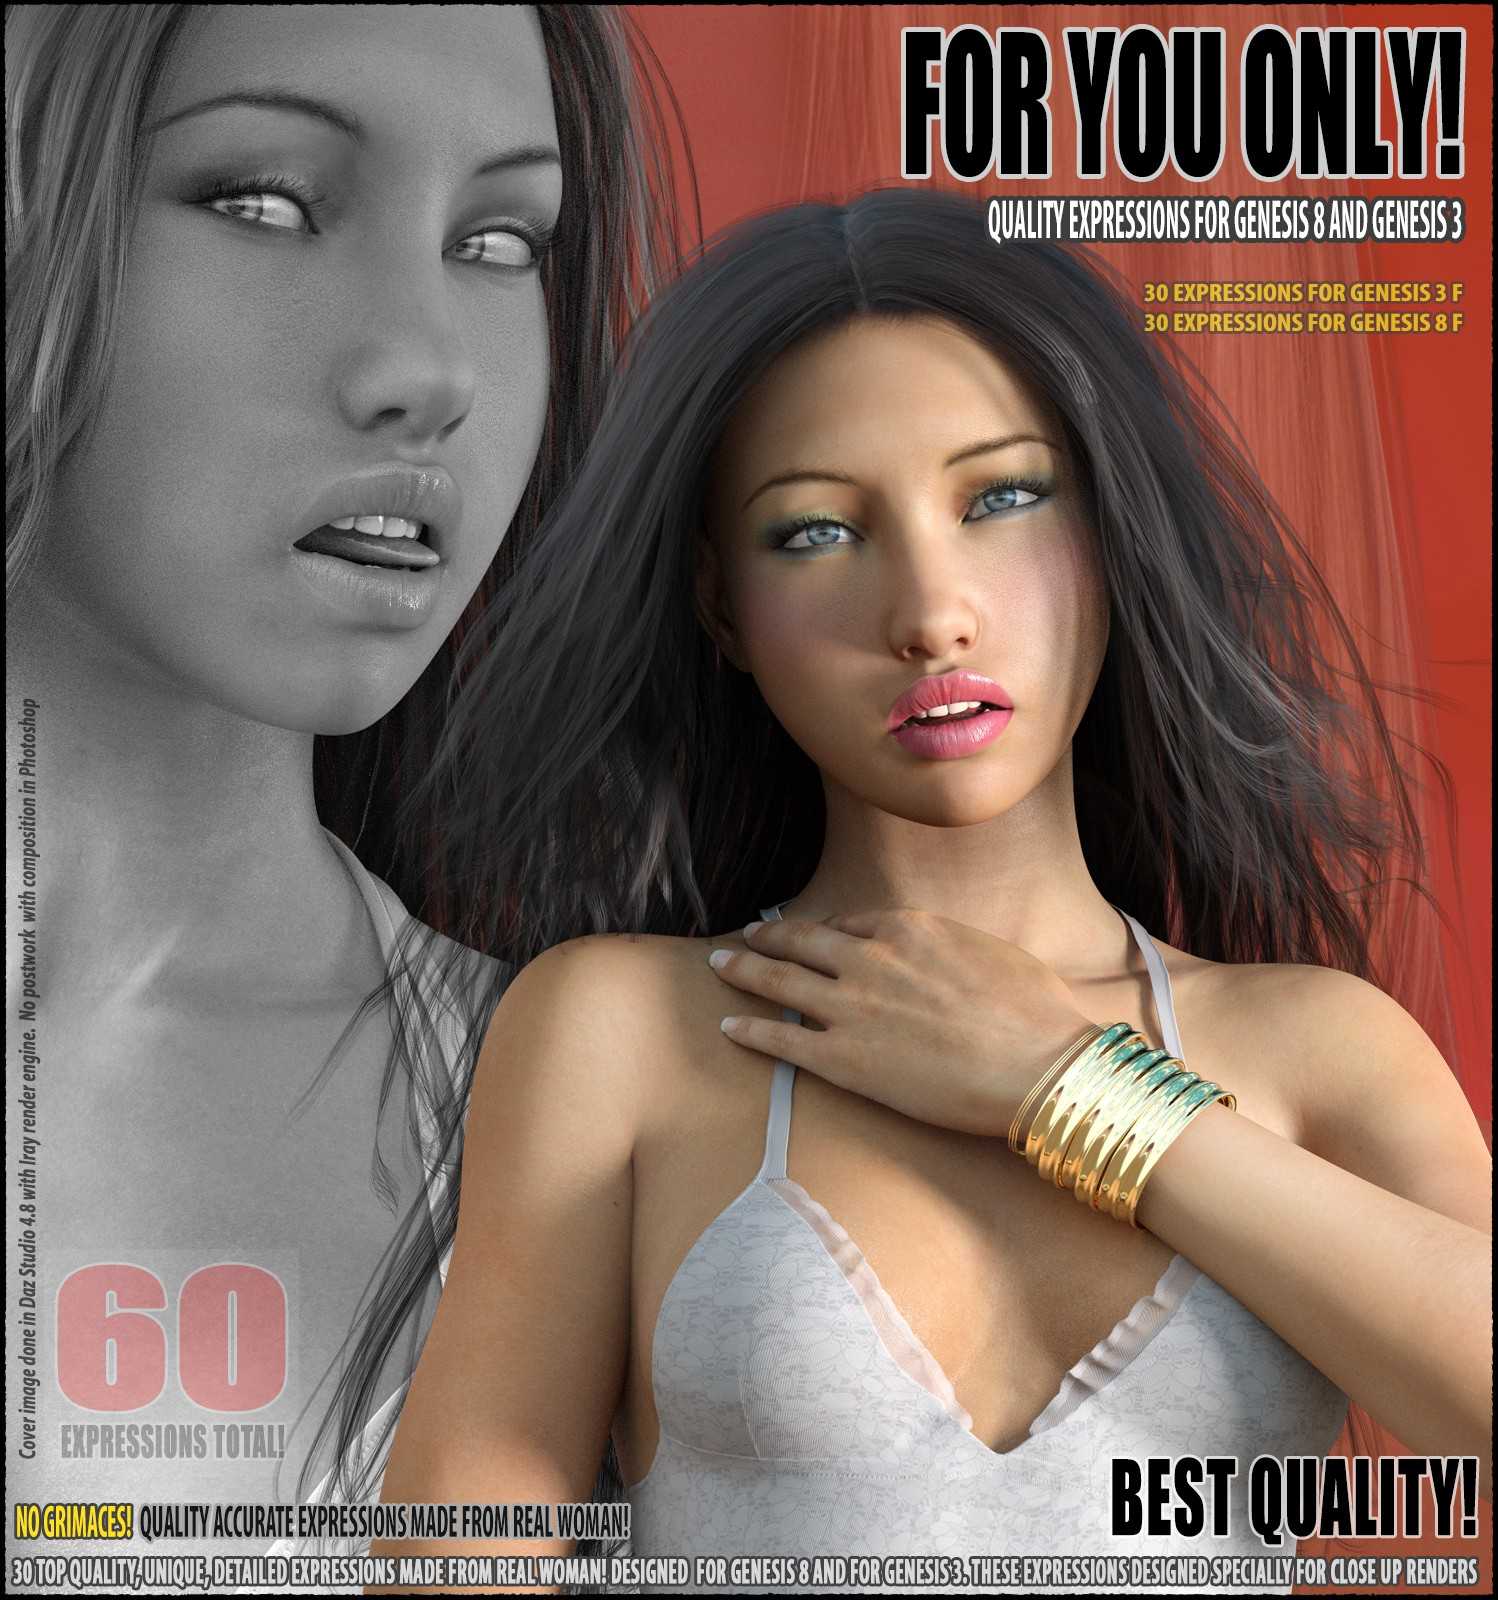 FOR YOU ONLY!
QUALITY EXPRESSIONS FOR GENESIS 8 AND GENESIS 3
30 EXPRESSIONS FOR GENESIS 3 F
30 EXPRESSIONS FOR GENESIS 8 F
Cover image done in Daz Studio 4.8 with Iray render engine. No postwork with composition in Photoshop
60
EXPRESSIONS TOTAL!
BEST QUALITY!
NO GRIMACES! QUALITY ACCURATE EXPRESSIONS MADE FROM REAL WOMAN!
30 TOP QUALITY, UNIQUE, DETAILED EXPRESSIONS MADE FROM REAL WOMAN! DESIGNED FOR GENESIS 8 AND FOR GENESIS 3. THESE EXPRESSIONS DESIGNED SPECIALLY FOR CLOSE UP RENDERS